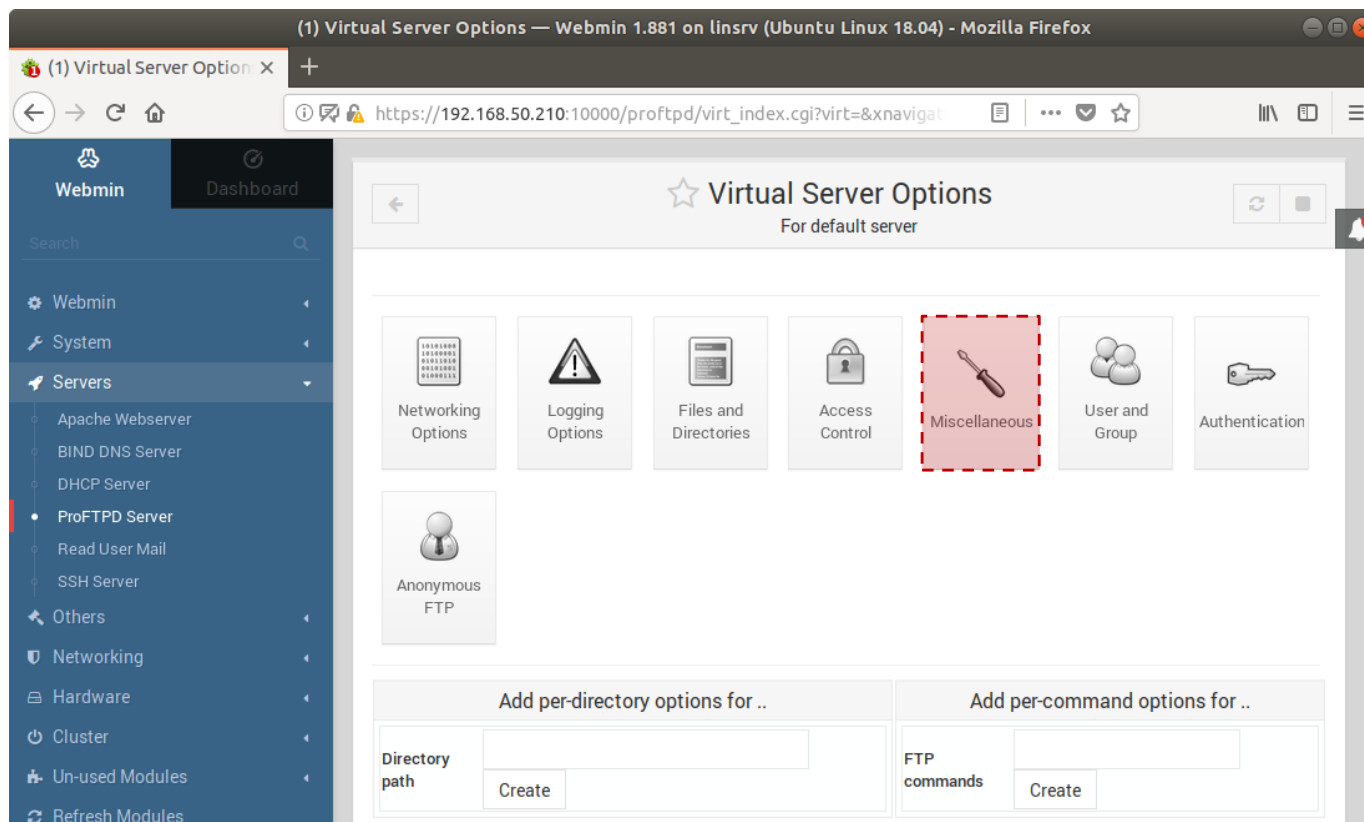 (1) Virtual Server Options — Webmin 1.881 on linsrv (Ubuntu Linux 18.04) - Mozilla Firefox
(1) Virtual Server Option
https://192.168.50.210:10000/proftpd/virt_index.cgi?virt=&xnavigat
Webmin
Dashboard
Search
Webmin
System
Servers
Apache Webserver
BIND DNS Server
DHCP Server
ProFTPD Server
Read User Mail
SSH Server
Others
Networking
Hardware
Cluster
Un-used Modules
Refresh Modules
Virtual Server Options
For default server
Networking
Options
Logging
Options
Files and
Directories
Access
Control
Miscellaneous
User and
Group
Authentication
Anonymous
FTP
Add per-directory options for ..
Directory
path
Create
Add per-command options for ..
FTP
commands
Create